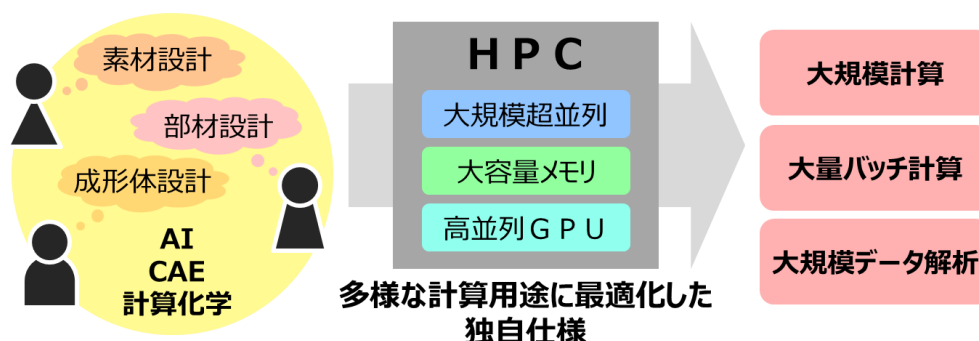 素材設計
部材設計
成形体設計
AI
CAE
計算化学
HPC
大規模超並列
大容量メモリ
高並列GPU
多様な計算用途に最適化した
独自仕様
大規模計算
大量バッチ計算
大規模データ解析